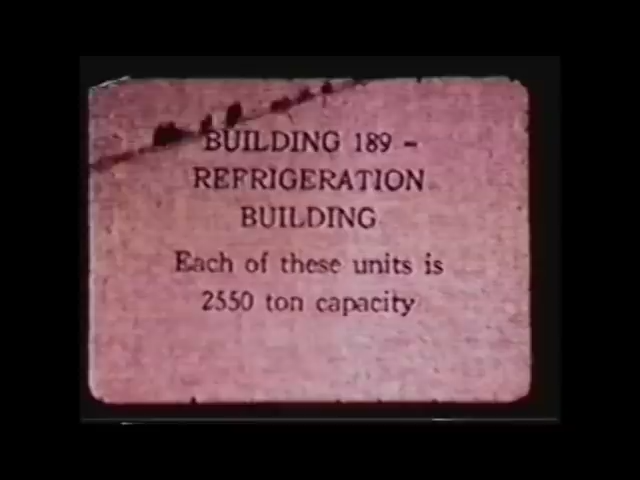 BUILDING 189 -
REFRIGERATION
BUILDING
Each of these units is
2550 ton capacity